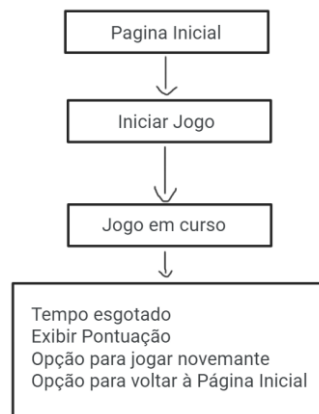 Pagina Inicial
Iniciar Jogo
Jogo em curso
Tempo esgotado
Exibir Pontuação
Opção para jogar novemante
Opção para voltar à Página Inicial